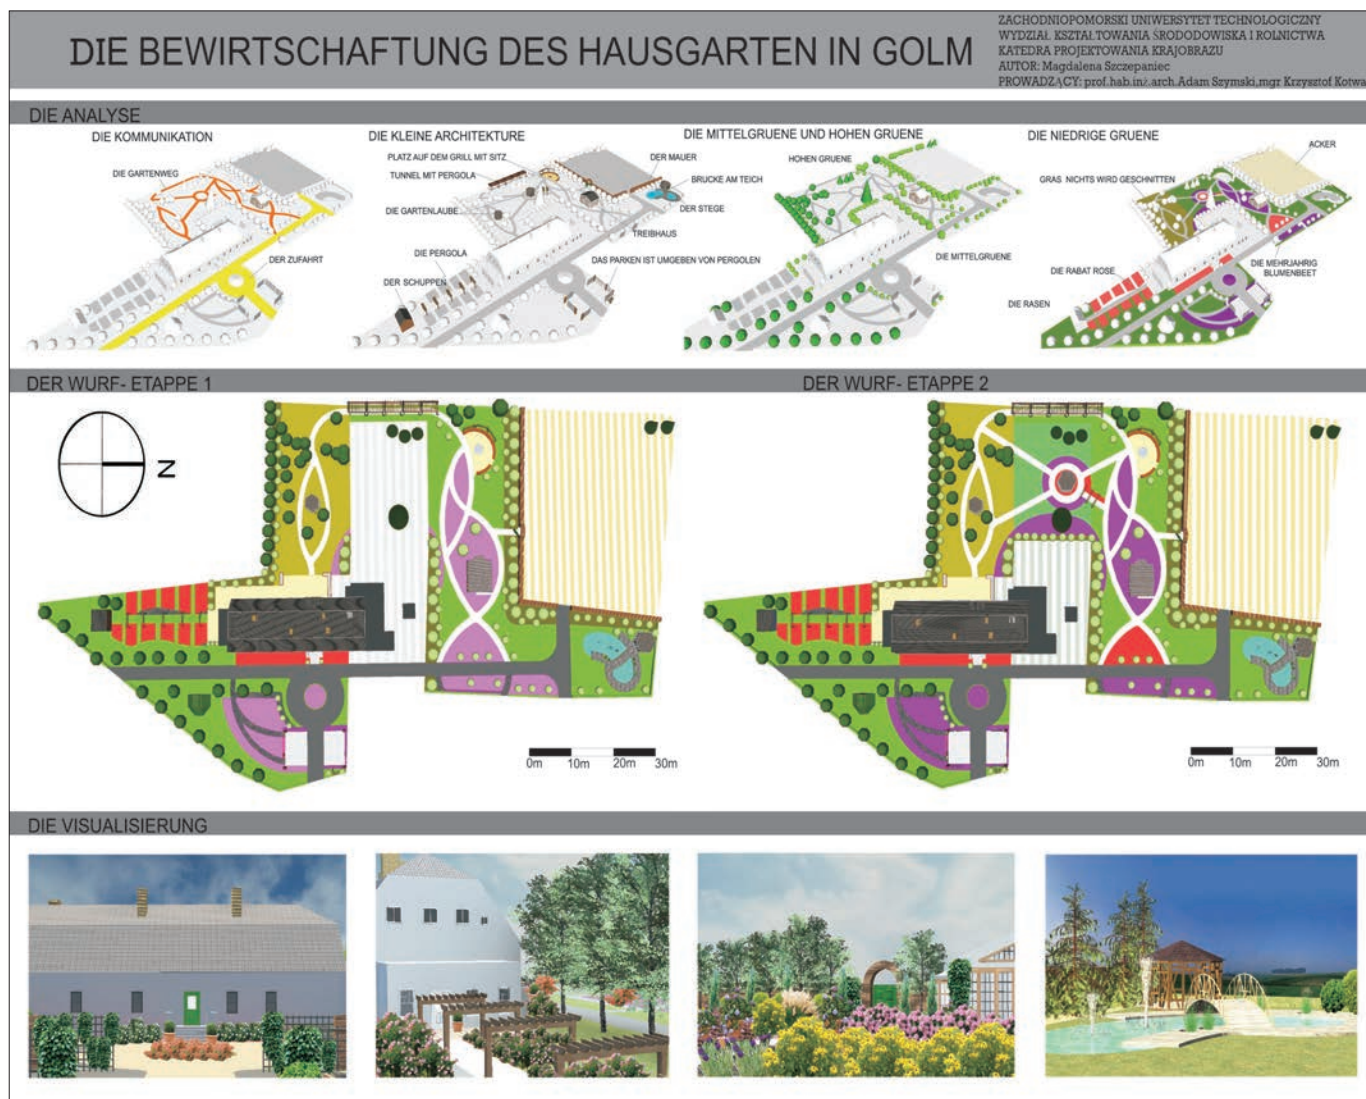 DIE BEWIRTSCHAFTUNG DES HAUSGARTEN IN GOLM
ZACHODNIOPOMORSKI UNIWERSYTET TECHNOLOGICZNY
WYDZIAŁ KSZTAŁTOWANIA ŚRODODOWISKA I ROLNICTWA
KATEDRA PROJEKTOWANIA KRAJOBRAZU
AUTOR: Magdalena Szczepaniec
PROWADZĄCY: prof.hab.inż.arch.Adam Szymski,mgr Krzysztof Kotwa
DIE ANALYSE
DIE KOMMUNIKATION
DIE GARTENWEG
DER ZUFAHRT
DIE KLEINE ARCHITEKTURE
PLATZ AUF DEM GRILL MIT SITZ
TUNNEL MIT PERGOLA
DIE GARTENLAUBE
DIE PERGOLA
DER SCHUPPEN
DER MAUER
BRUCKE AM TEICH
DER STEGE
TREIBHAUS
DAS PARKEN IST UMGEBEN VON PERGOLEN
DIE MITTELGRUENE UND HOHEN GRUENE
HOHEN GRUENE
DIE MITTELGRUENE
DIE NIEDRIGE GRUENE
ACKER
GRAS NICHTS WIRD GESCHNITTEN
DIE RABAT ROSE
DIE MEHRJAHRIG
BLUMENBEET
DIE RASEN
DER WURF- ETAPPE 1
DER WURF- ETAPPE 2
N
0m 10m 20m 30m
0m 10m 20m 30m
DIE VISUALISIERUNG